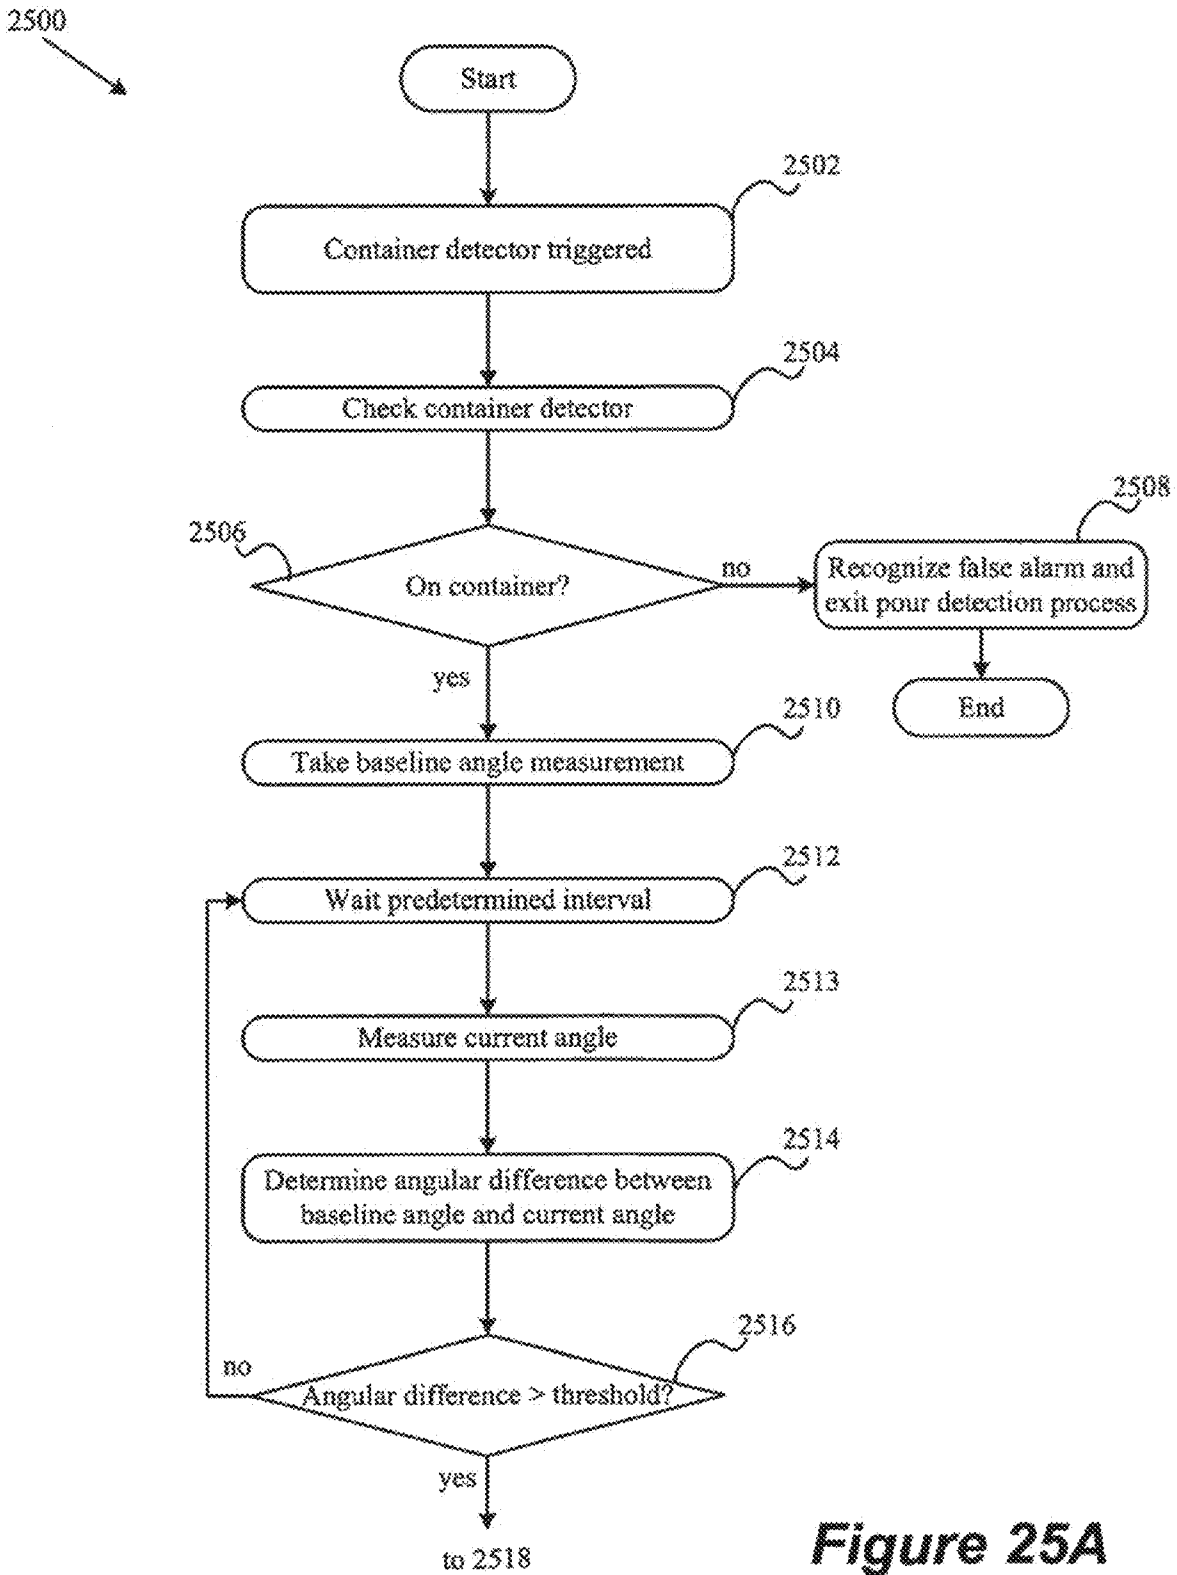 2500
Start
2502
Container detector triggered
2504
Check container detector
2506
On container?
no
2508
Recognize false alarm and
exit pour detection process
End
yes
2510
Take baseline angle measurement
2512
Wait predetermined interval
2513
Measure current angle
2514
Determine angular difference between
baseline angle and current angle
2516
no
Angular difference > threshold?
yes
to 2518
Figure 25A